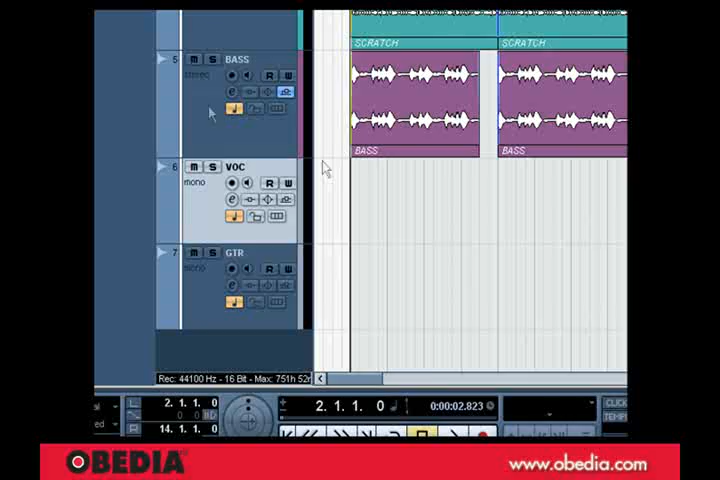 SCRATCH SCRATCH
5 M S BASS
stereo R W
e
BASS BASS
6 M S VOC
mono R W
e
7 M S GTR
mono R W
e
Rec: 44100 Hz - 16 Bit - Max: 751h 52
2. 1. 1. 0 2. 1. 1. 0 0:00:02.823 CLICK
0 0 TEMP
14. 1. 1. 0
OBEDIA www.obedia.com